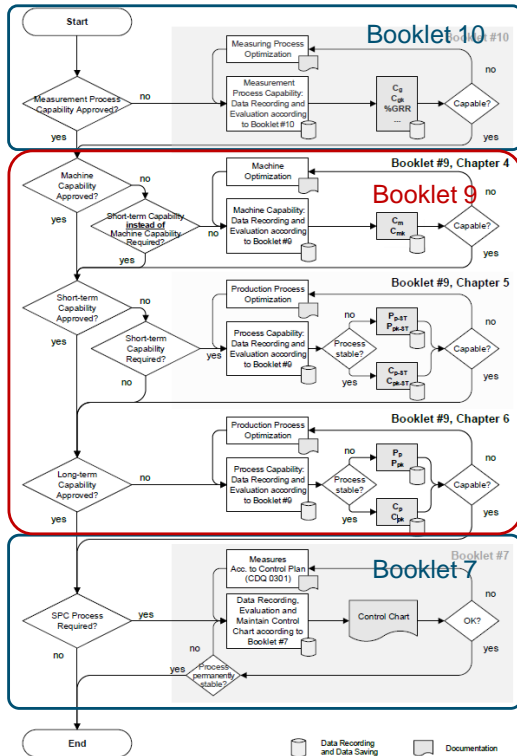 Start
Booklet 10
Booklet #10
Measuring Process
Optimization
no
Measurement Process
Capability Approved?
no
Measurement
Process Capability:
Data Recording and
Evaluation according
to Booklet #10
Cg
Cgk
%GRR
...
Capable?
yes
yes
Booklet #9, Chapter 4
Booklet 9
Machine
Capability
Approved?
no
Machine
Optimization
no
yes
Short-term Capability
instead of
Machine Capability
Required?
no
Machine Capability:
Data Recording and
Evaluation according
to Booklet #9
Cm
Cmk
Capable?
yes
yes
Booklet #9, Chapter 5
Short-term
Capability
Approved?
no
Production Process
Optimization
no
yes
Short-term
Capability
Required?
yes
Process Capability:
Data Recording and
Evaluation according
to Booklet #9
no
Process
stable?
yes
Pp-ST
Ppk-ST
Cp-ST
Cpk-ST
Capable?
no
yes
Booklet #9, Chapter 6
Production Process
Optimization
no
Long-term
Capability
Approved?
no
Process Capability:
Data Recording and
Evaluation according
to Booklet #9
no
Process
stable?
yes
Pp
Ppk
Cp
Cpk
Capable?
yes
yes
Booklet 7
Booklet #7
Measures
Acc. to Control Plan
(CDQ 0301)
no
SPC Process
Required?
yes
Data Recording,
Evaluation and
Maintain Control
Chart according to
Booklet #7
Control Chart
OK?
no
yes
yes
Process
permanently
stable?
no
End
Data Recording
and Data Saving
Documentation